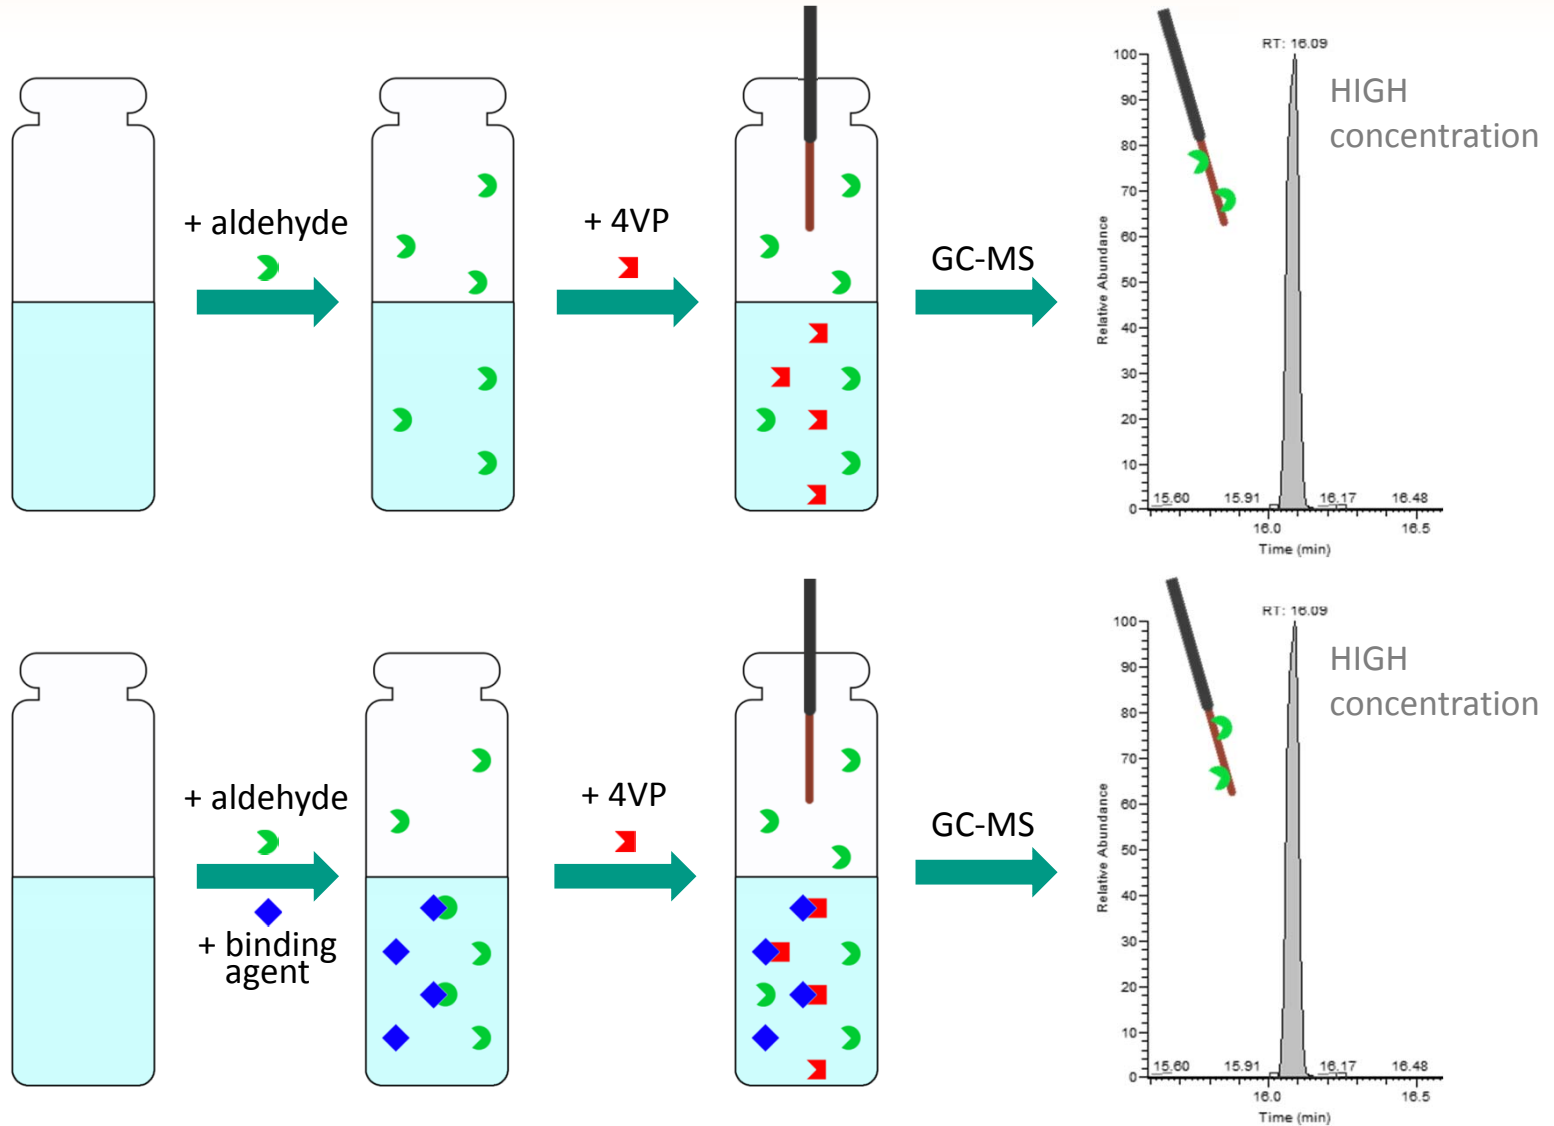 + aldehyde
+ 4VP
GC-MS
RT: 16.09
HIGH
concentration
100
90
80
70
60
50
40
30
20
10
0
Relative Abundance
15.60 15.91 16.17 16.48
16.0 16.5
Time (min)
+ aldehyde
+ binding
agent
+ 4VP
GC-MS
RT: 16.09
HIGH
concentration
100
90
80
70
60
50
40
30
20
10
0
Relative Abundance
15.60 15.91 16.17 16.48
16.0 16.5
Time (min)